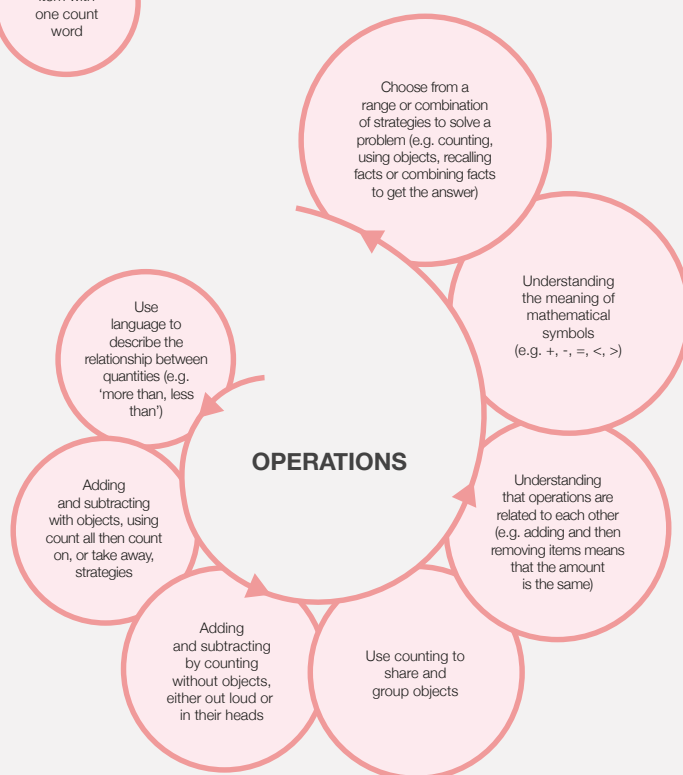 one count
word
Choose from a
range or combination
of strategies to solve a
problem (e.g. counting,
using objects, recalling
facts or combining facts
to get the answer)
Understanding
the meaning of
mathematical
symbols
(e.g. +, -, =, <, >)
Use
language to
describe the
relationship between
quantities (e.g.
‘more than, less
than’)
OPERATIONS
Adding
and subtracting
with objects, using
count all then count
on, or take away,
strategies
Understanding
that operations are
related to each other
(e.g. adding and then
removing items means
that the amount
is the same)
Adding
and subtracting
by counting
without objects,
either out loud or
in their heads
Use counting to
share and
group objects